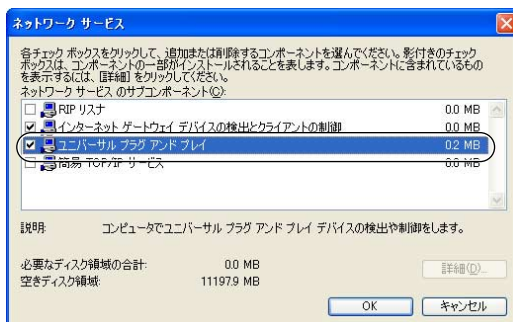 ネットワーク サービス
各チェック ボックスをクリックして、追加または削除するコンポーネントを選んでください。影付きのチェック
ボックスは、コンポーネントの一部がインストールされることを表します。コンポーネントに含まれているもの
を表示するには、[詳細] をクリックしてください。
ネットワーク サービス のサブコンポーネント(C):
RIP リスナ 0.0 MB
インターネット ゲートウェイ デバイスの検出とクライアントの制御 0.0 MB
ユニバーサル プラグ アンド プレイ 0.2 MB
簡易 TCP/IP サービス 0.0 MB
説明: コンピュータでユニバーサル プラグ アンド プレイ デバイスの検出や制御をします。
必要なディスク領域の合計: 0.0 MB
詳細(D)...
空きディスク領域: 11197.9 MB
OK キャンセル